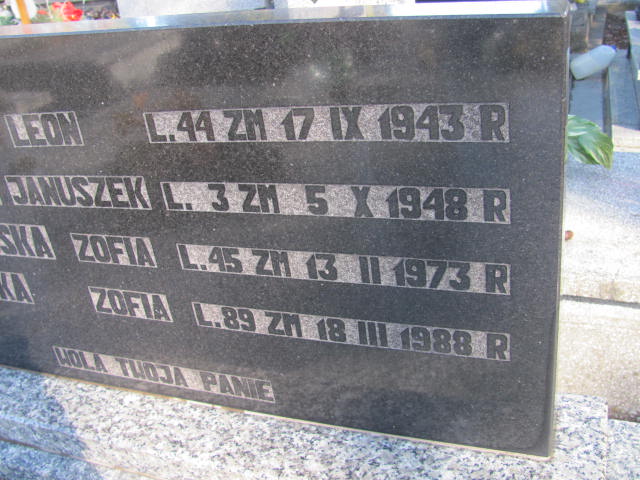 LEON L.44 ZM 17 IX 1943 R
JANUSZEK L. 3 ZM 5 X 1948 R
SKA ZOFIA L.45 ZM 13 II 1973 R
KA ZOFIA L.89 ZM 18 III 1988 R
WOLA TWOJA PANIE